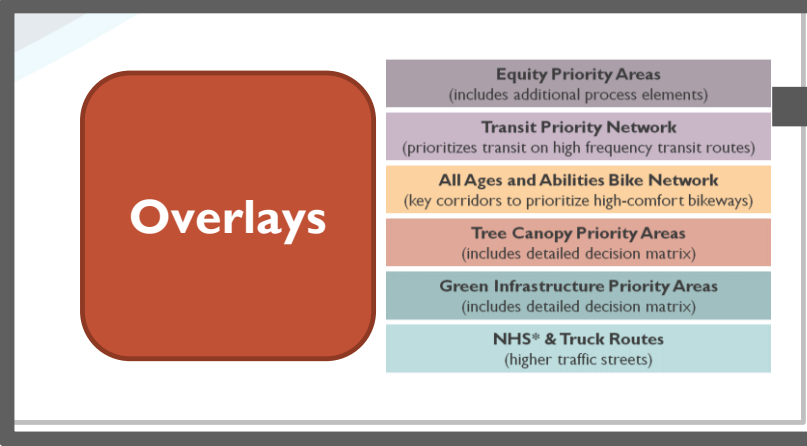 Overlays
Equity Priority Areas
(includes additional process elements)
Transit Priority Network
(prioritizes transit on high frequency transit routes)
All Ages and Abilities Bike Network
(key corridors to prioritize high-comfort bikeways)
Tree Canopy Priority Areas
(includes detailed decision matrix)
Green Infrastructure Priority Areas
(includes detailed decision matrix)
NHS* & Truck Routes
(higher traffic streets)